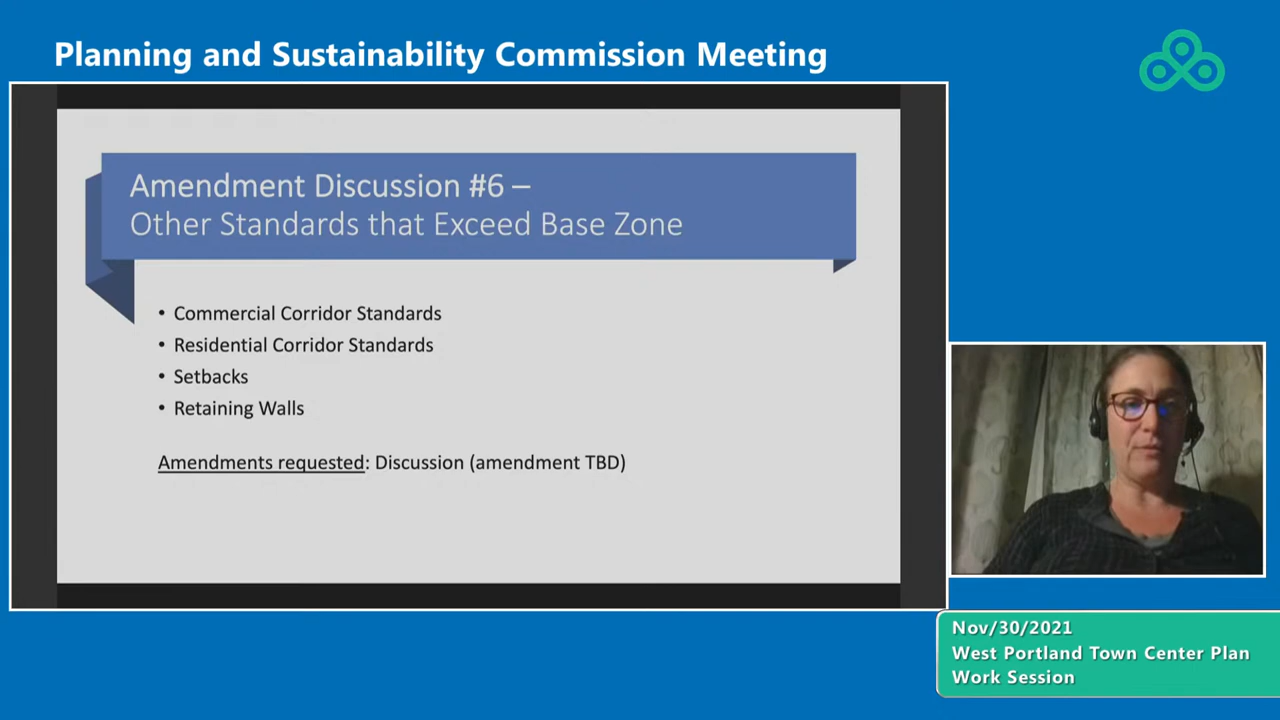 Planning and Sustainability Commission Meeting
Amendment Discussion #6 –
Other Standards that Exceed Base Zone
• Commercial Corridor Standards
• Residential Corridor Standards
• Setbacks
• Retaining Walls
Amendments requested: Discussion (amendment TBD)
Nov/30/2021
West Portland Town Center Plan
Work Session